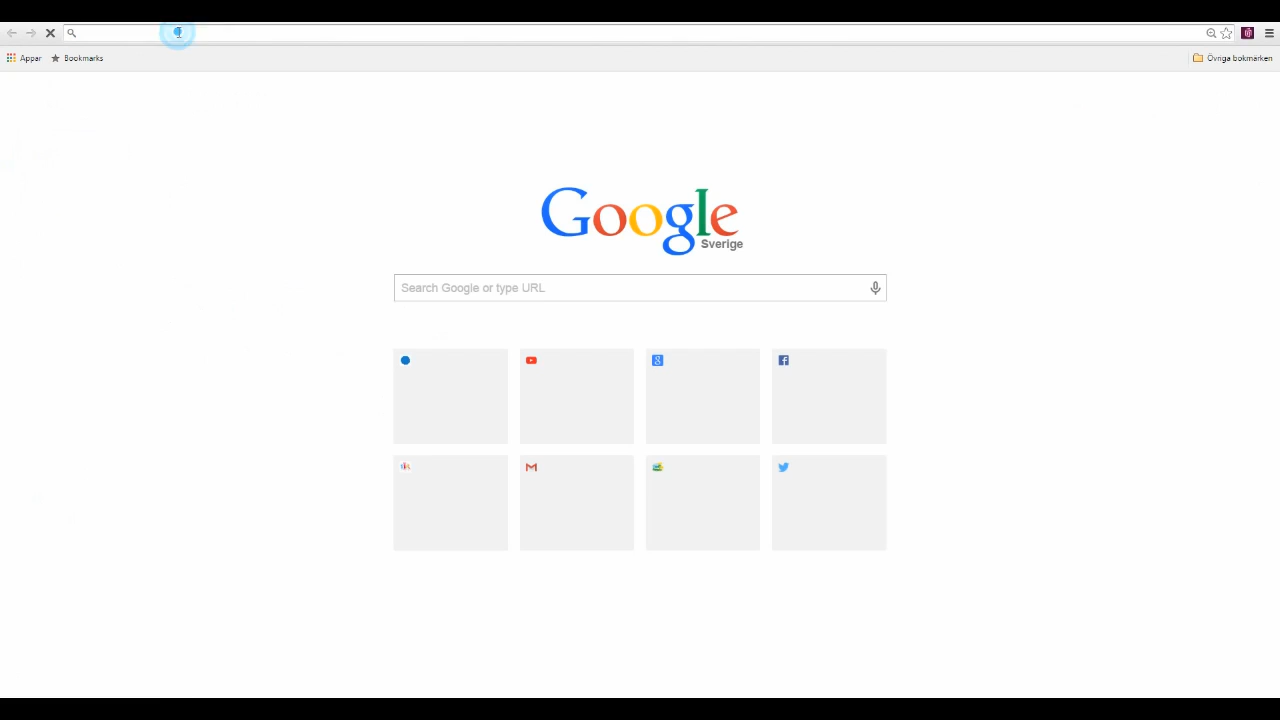 Appar
Bookmarks
Övriga bokmärken
Google
Sverige
Search Google or type URL